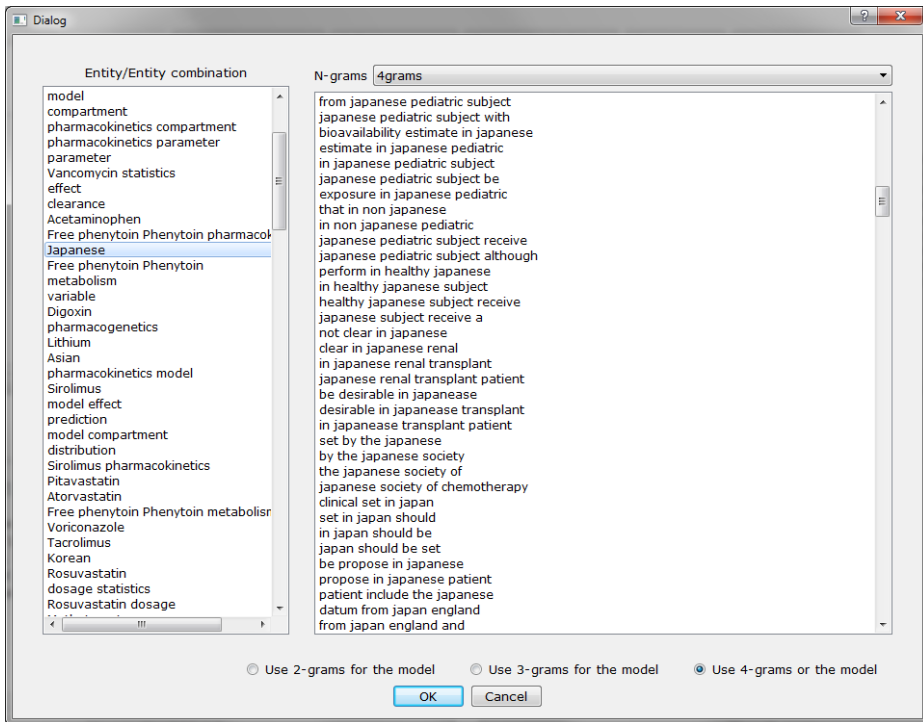 Dialog
Entity/Entity combination
model
compartment
pharmacokinetics compartment
pharmacokinetics parameter
parameter
Vancomycin statistics
effect
clearance
Acetaminophen
Free phenytoin Phenytoin pharmacok
Japanese
Free phenytoin Phenytoin
metabolism
variable
Digoxin
pharmacogenetics
Lithium
Asian
pharmacokinetics model
Sirolimus
model effect
prediction
model compartment
distribution
Sirolimus pharmacokinetics
Pitavastatin
Atorvastatin
Free phenytoin Phenytoin metabolisn
Voriconazole
Tacrolimus
Korean
Rosuvastatin
dosage statistics
Rosuvastatin dosage
N-grams 4grams
from japanese pediatric subject
japanese pediatric subject with
bioavailability estimate in japanese
estimate in japanese pediatric
in japanese pediatric subject
japanese pediatric subject be
exposure in japanese pediatric
that in non japanese
in non japanese pediatric
japanese pediatric subject receive
japanese pediatric subject although
perform in healthy japanese
in healthy japanese subject
healthy japanese subject receive
japanese subject receive a
not clear in japanese
clear in japanese renal
in japanese renal transplant
japanese renal transplant patient
be desirable in japanease
desirable in japanease transplant
in japanease transplant patient
set by the japanese
by the japanese society
the japanese society of
japanese society of chemotherapy
clinical set in japan
set in japan should
in japan should be
japan should be set
be propose in japanese
propose in japanese patient
patient include the japanese
datum from japan england
from japan england and
Use 2-grams for the model
Use 3-grams for the model
Use 4-grams or the model
OK
Cancel